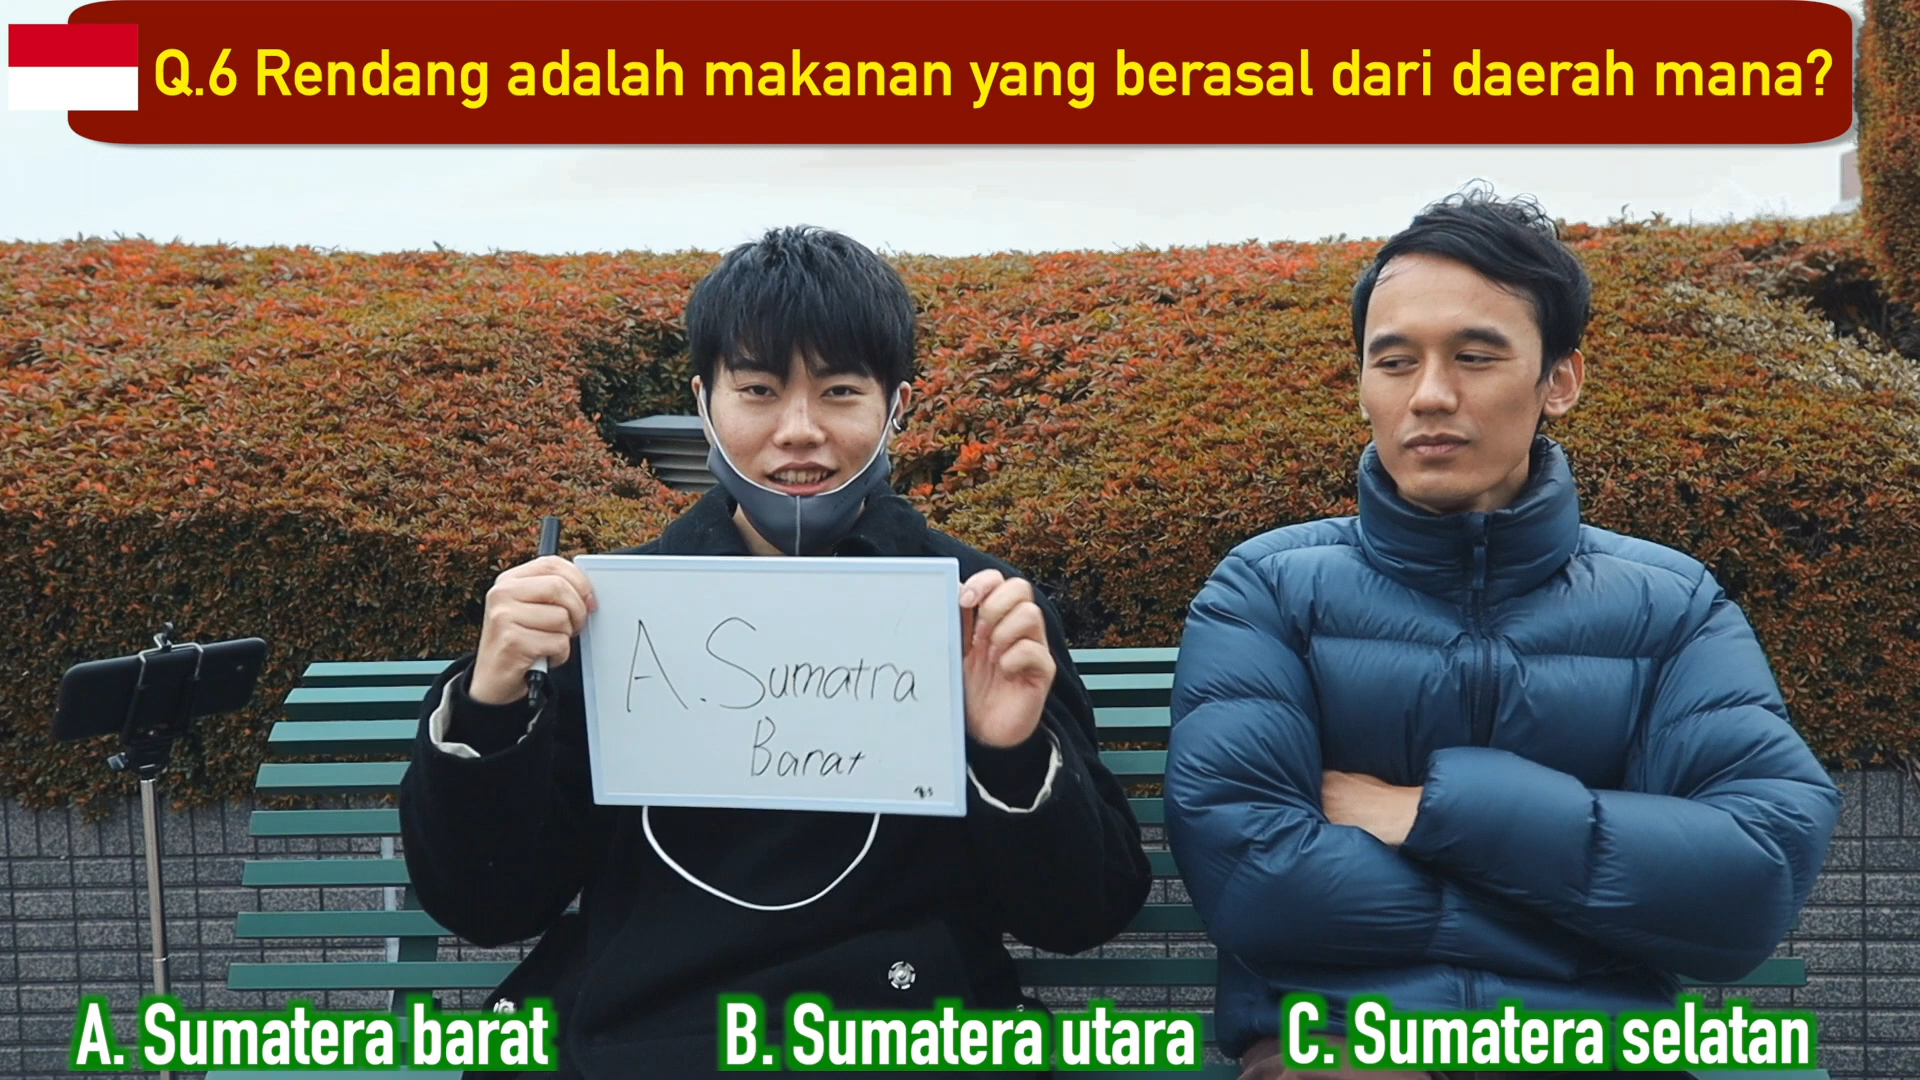 Q.6 Rendang adalah makanan yang berasal dari daerah mana?
A. Sumatra
Barat
A. Sumatera barat
B. Sumatera utara
C. Sumatera selatan